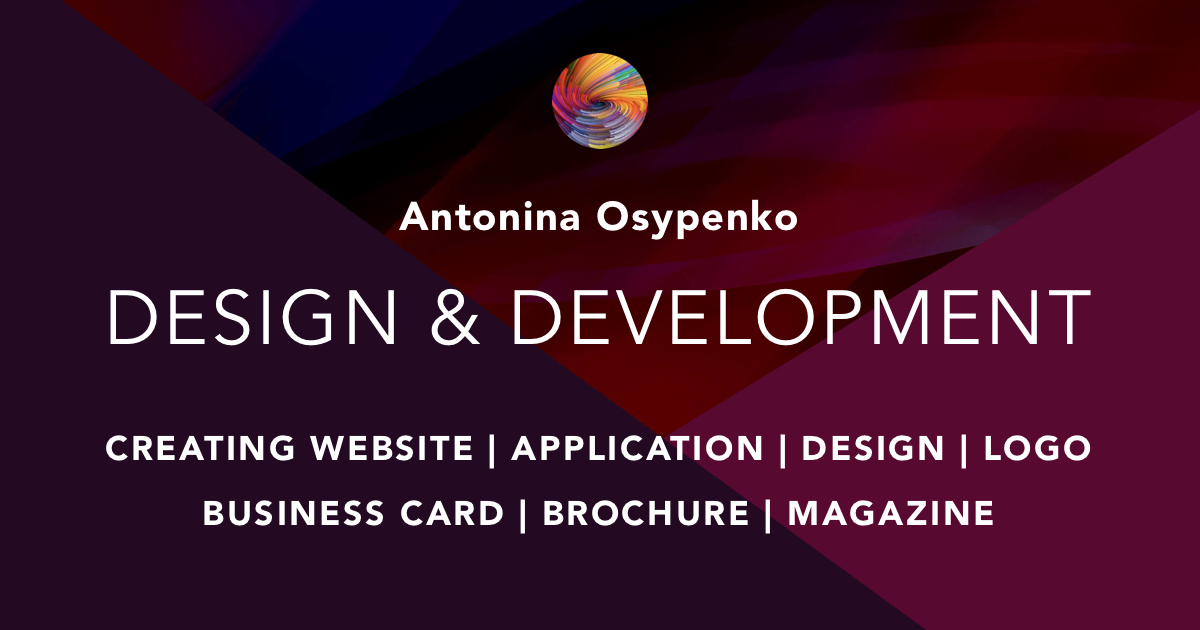 Antonina Osypenko
DESIGN & DEVELOPMENT
CREATING WEBSITE | APPLICATION | DESIGN | LOGO
BUSINESS CARD | BROCHURE | MAGAZINE